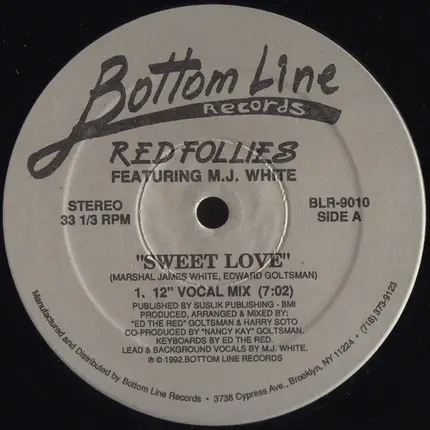 Bottom Line
Records
RED FOLLIES
FEATURING M.J. WHITE
STEREO
33 1/3 RPM
BLR-9010
SIDE A
"SWEET LOVE"
(MARSHAL JAMES WHITE, EDWARD GOLTSMAN)
1. 12" VOCAL MIX (7:02)
PUBLISHED BY SUSLIK PUBLISHING - BMI
PRODUCED, ARRANGED & MIXED BY:
"ED THE RED" GOLTSMAN & HARRY SOTO
CO-PRODUCED BY "NANCY KAY" GOLTSMAN.
KEYBOARDS BY ED THE RED.
LEAD & BACKGROUND VOCALS BY M.J. WHITE.
℗ © 1992 BOTTOM LINE RECORDS
Manufactured and Distributed by Bottom Line Records • 3738 Cypress Ave., Brooklyn, NY 11224 • (718) 373-9123